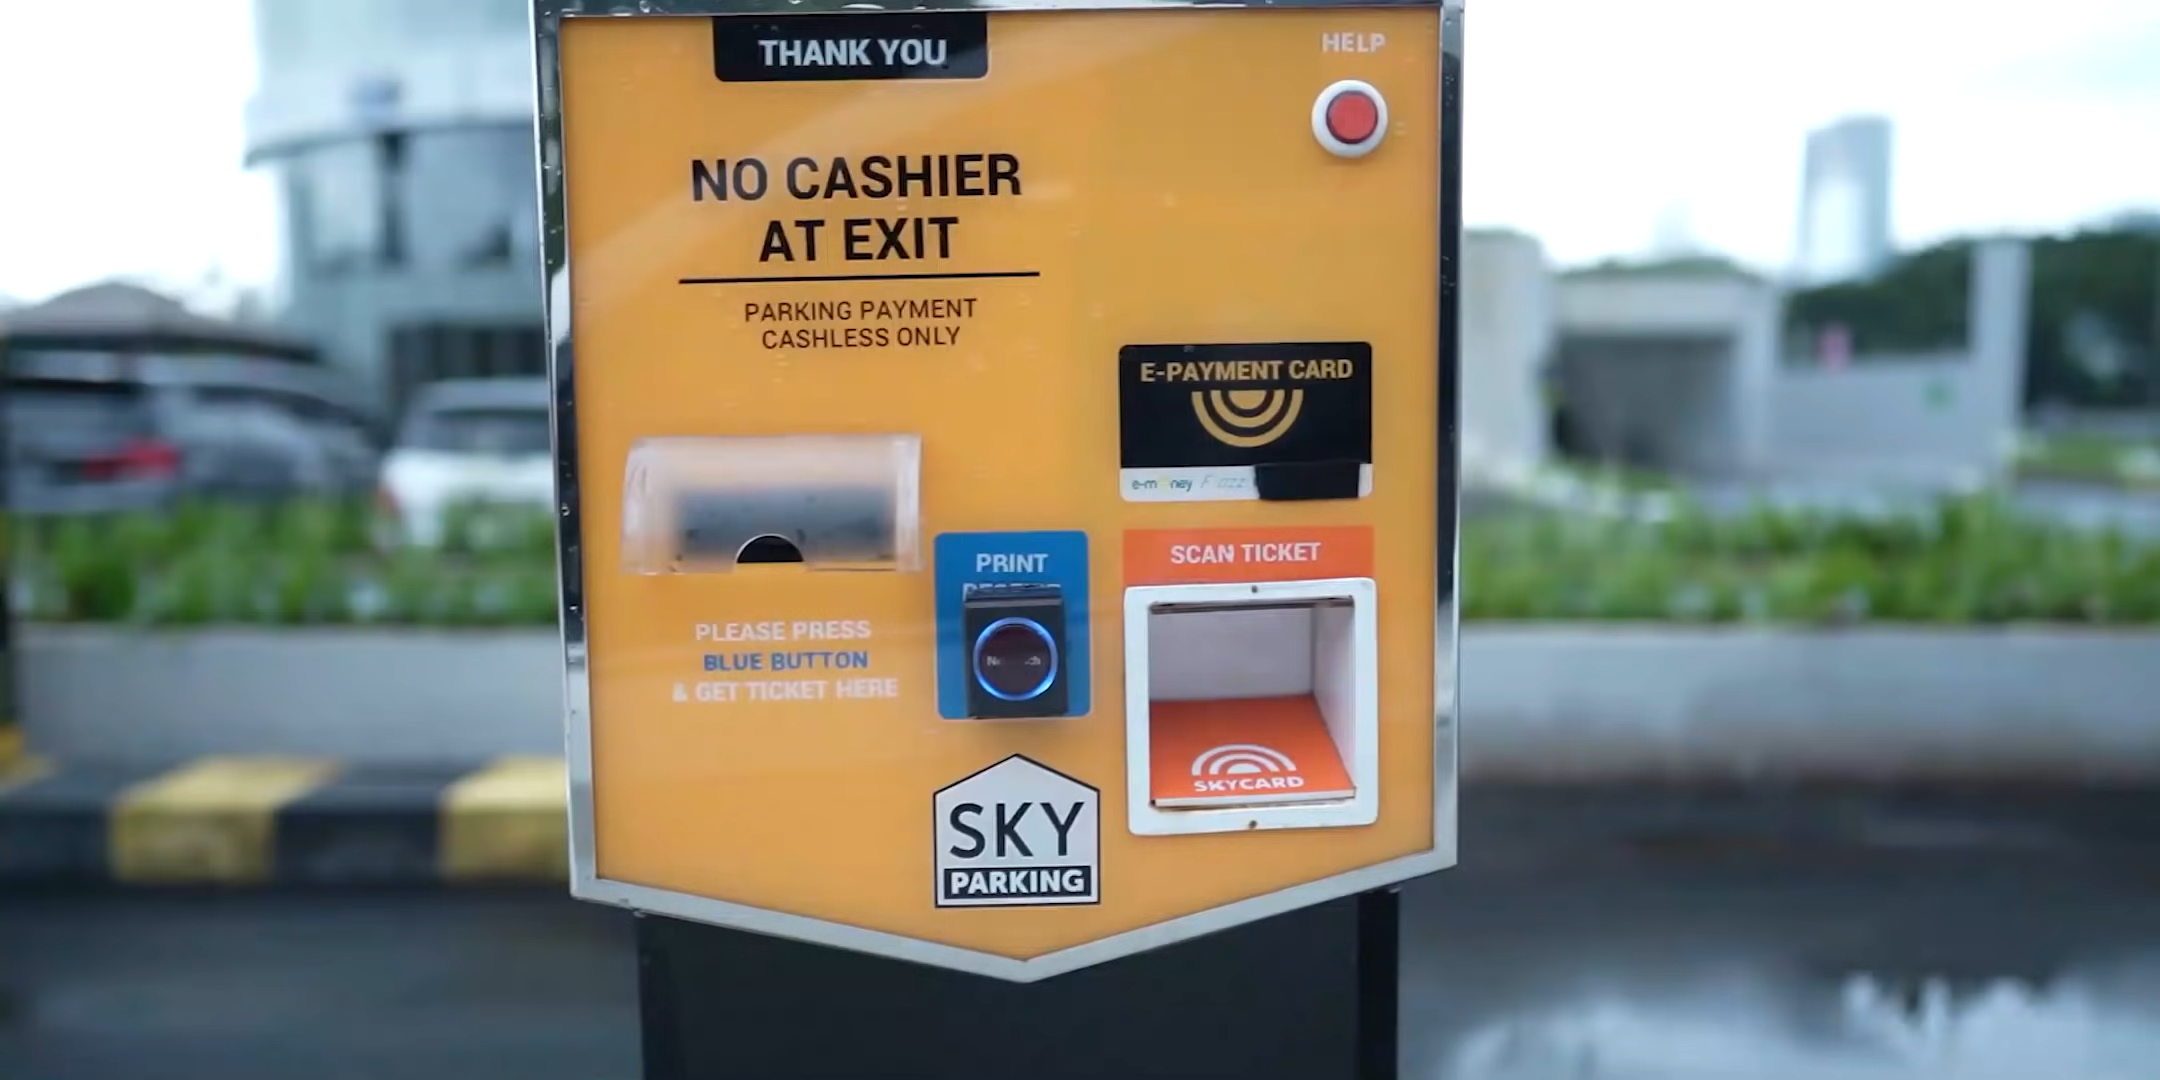 THANK YOU
HELP
NO CASHIER
AT EXIT
PARKING PAYMENT
CASHLESS ONLY
E-PAYMENT CARD
e-money
PRINT
SCAN TICKET
PLEASE PRESS
BLUE BUTTON
& GET TICKET HERE
SKYCARD
SKY
PARKING